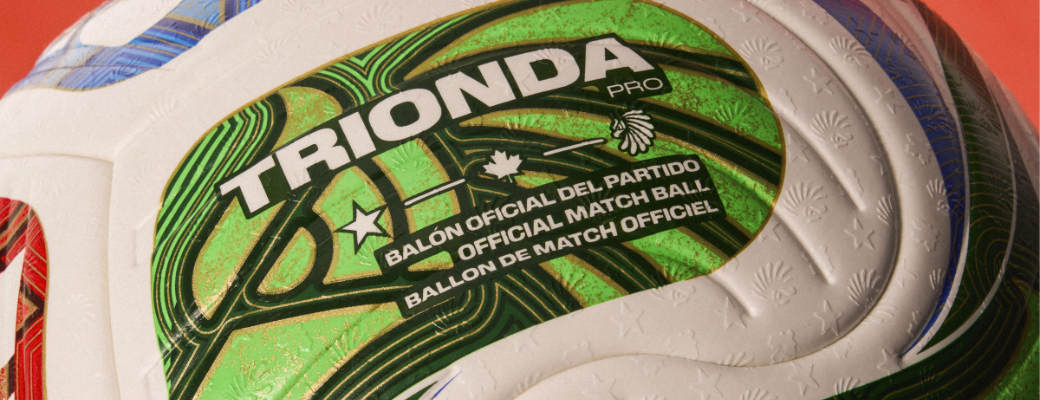 TRIONDA
PRO
BALÓN OFICIAL DEL PARTIDO
OFFICIAL MATCH BALL
BALLON DE MATCH OFFICIEL